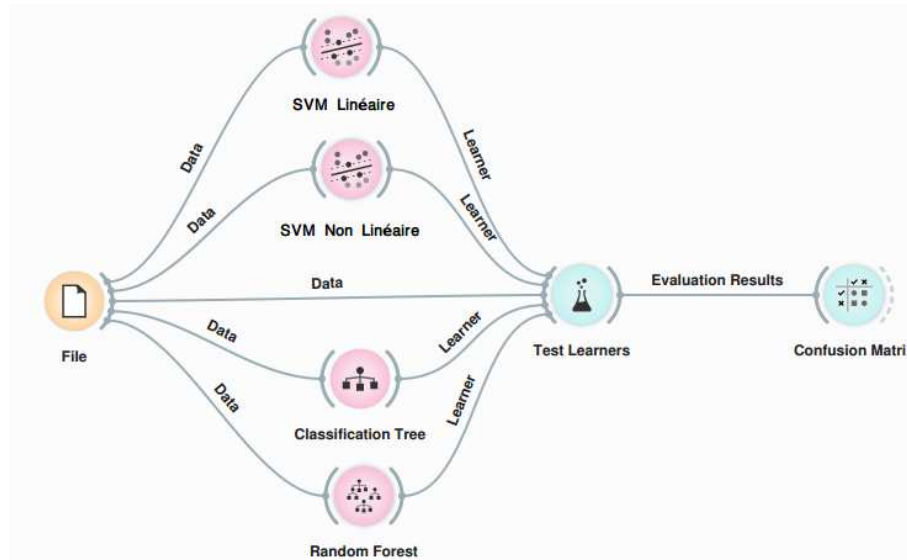 SVM Linéaire
Data
Learner
SVM Non Linéaire
Data
Learner
File
Data
Test Learners
Evaluation Results
Confusion Matri
Data
Learner
Classification Tree
Data
Learner
Random Forest